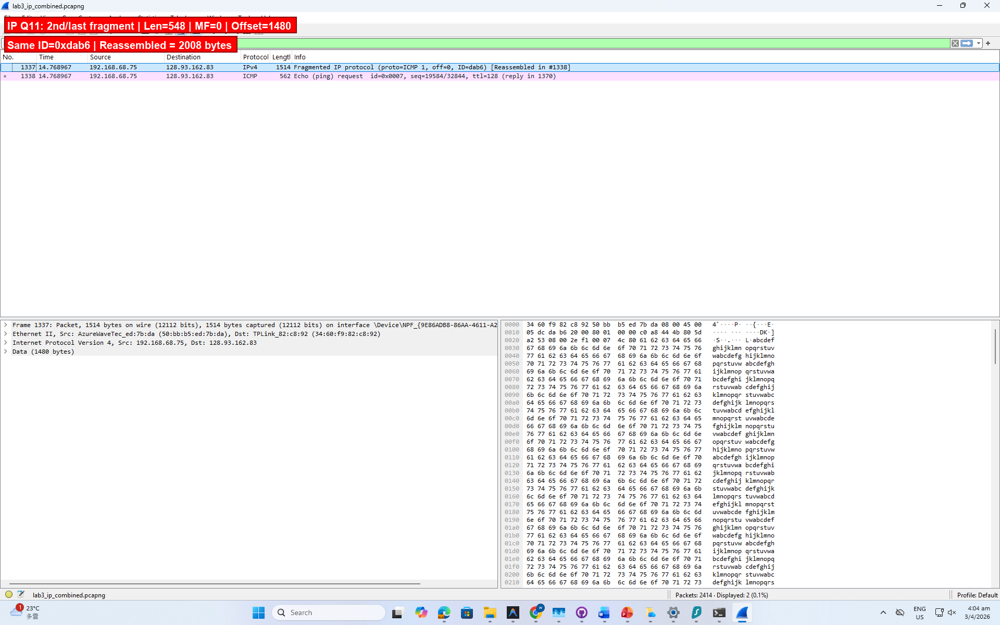 lab3_ip_combined.pcapng
IP Q11: 2nd/last fragment | Len=548 | MF=0 | Offset=1480
Same ID=0xdab6 | Reassembled = 2008 bytes
No. Time Source Destination Protocol Lengtl Info
1337 14.768967 192.168.68.75 128.93.162.83 IPv4 1514 Fragmented IP protocol (proto=ICMP 1, off=0, ID=dab6) [Reassembled in #1338]
1338 14.768967 192.168.68.75 128.93.162.83 ICMP 562 Echo (ping) request id=0x0007, seq=19584/32844, ttl=128 (reply in 1370)
Frame 1337: Packet, 1514 bytes on wire (12112 bits), 1514 bytes captured (12112 bits) on interface \Device\NPF_{9E86ADB8-86AA-4611-A2
Ethernet II, Src: AzureWaveTec_ed:7b:da (50:bb:b5:ed:7b:da), Dst: TPLink_82:c8:92 (34:60:f9:82:c8:92)
Internet Protocol Version 4, Src: 192.168.68.75, Dst: 128.93.162.83
Data (1480 bytes)
0000 34 60 f9 82 c8 92 50 bb b5 ed 7b da 08 00 45 00 4`····P· ··{···E·
0010 05 dc da b6 20 00 80 01 00 00 c0 a8 44 4b 80 5d ···· ··· ····DK·]
0020 a2 53 08 00 2e f1 00 07 4c 80 61 62 63 64 65 66 ·S··.··· L·abcdef
0030 67 68 69 6a 6b 6c 6d 6e 6f 70 71 72 73 74 75 76 ghijklmn opqrstuv
0040 77 61 62 63 64 65 66 67 68 69 6a 6b 6c 6d 6e 6f wabcdefg hijklmno
0050 70 71 72 73 74 75 76 77 61 62 63 64 65 66 67 68 pqrstuvw abcdefgh
0060 69 6a 6b 6c 6d 6e 6f 70 71 72 73 74 75 76 77 61 ijklmnop qrstuvwa
0070 62 63 64 65 66 67 68 69 6a 6b 6c 6d 6e 6f 70 71 bcdefghi jklmnopq
0080 72 73 74 75 76 77 61 62 63 64 65 66 67 68 69 6a rstuvwab cdefghij
0090 6b 6c 6d 6e 6f 70 71 72 73 74 75 76 77 61 62 63 klmnopqr stuvwabc
00a0 64 65 66 67 68 69 6a 6b 6c 6d 6e 6f 70 71 72 73 defghijk lmnopqrs
00b0 74 75 76 77 61 62 63 64 65 66 67 68 69 6a 6b 6c tuvwabcd efghijkl
00c0 6d 6e 6f 70 71 72 73 74 75 76 77 61 62 63 64 65 mnopqrst uvwabcde
00d0 66 67 68 69 6a 6b 6c 6d 6e 6f 70 71 72 73 74 75 fghijklm nopqrstu
00e0 76 77 61 62 63 64 65 66 67 68 69 6a 6b 6c 6d 6e vwabcdef ghijklmn
00f0 6f 70 71 72 73 74 75 76 77 61 62 63 64 65 66 67 opqrstuv wabcdefg
0100 68 69 6a 6b 6c 6d 6e 6f 70 71 72 73 74 75 76 77 hijklmno pqrstuvw
0110 61 62 63 64 65 66 67 68 69 6a 6b 6c 6d 6e 6f 70 abcdefgh ijklmnop
0120 71 72 73 74 75 76 77 61 62 63 64 65 66 67 68 69 qrstuvwa bcdefghi
0130 6a 6b 6c 6d 6e 6f 70 71 72 73 74 75 76 77 61 62 jklmnopq rstuvwab
0140 63 64 65 66 67 68 69 6a 6b 6c 6d 6e 6f 70 71 72 cdefghij klmnopqr
0150 73 74 75 76 77 61 62 63 64 65 66 67 68 69 6a 6b stuvwabc defghijk
0160 6c 6d 6e 6f 70 71 72 73 74 75 76 77 61 62 63 64 lmnopqrs tuvwabcd
0170 65 66 67 68 69 6a 6b 6c 6d 6e 6f 70 71 72 73 74 efghijkl mnopqrst
0180 75 76 77 61 62 63 64 65 66 67 68 69 6a 6b 6c 6d uvwabcde fghijklm
0190 6e 6f 70 71 72 73 74 75 76 77 61 62 63 64 65 66 nopqrstu vwabcdef
01a0 67 68 69 6a 6b 6c 6d 6e 6f 70 71 72 73 74 75 76 ghijklmn opqrstuv
01b0 77 61 62 63 64 65 66 67 68 69 6a 6b 6c 6d 6e 6f wabcdefg hijklmno
01c0 70 71 72 73 74 75 76 77 61 62 63 64 65 66 67 68 pqrstuvw abcdefgh
01d0 69 6a 6b 6c 6d 6e 6f 70 71 72 73 74 75 76 77 61 ijklmnop qrstuvwa
01e0 62 63 64 65 66 67 68 69 6a 6b 6c 6d 6e 6f 70 71 bcdefghi jklmnopq
01f0 72 73 74 75 76 77 61 62 63 64 65 66 67 68 69 6a rstuvwab cdefghij
0200 6b 6c 6d 6e 6f 70 71 72 73 74 75 76 77 61 62 63 klmnopqr stuvwabc
0210 64 65 66 67 68 69 6a 6b 6c 6d 6e 6f 70 71 72 73 defghijk lmnopqrs
lab3_ip_combined.pcapng
Packets: 2414 · Displayed: 2 (0.1%)
Profile: Default
1
23°C
多雲
Search
ENG
US
4:04 am
3/4/2026